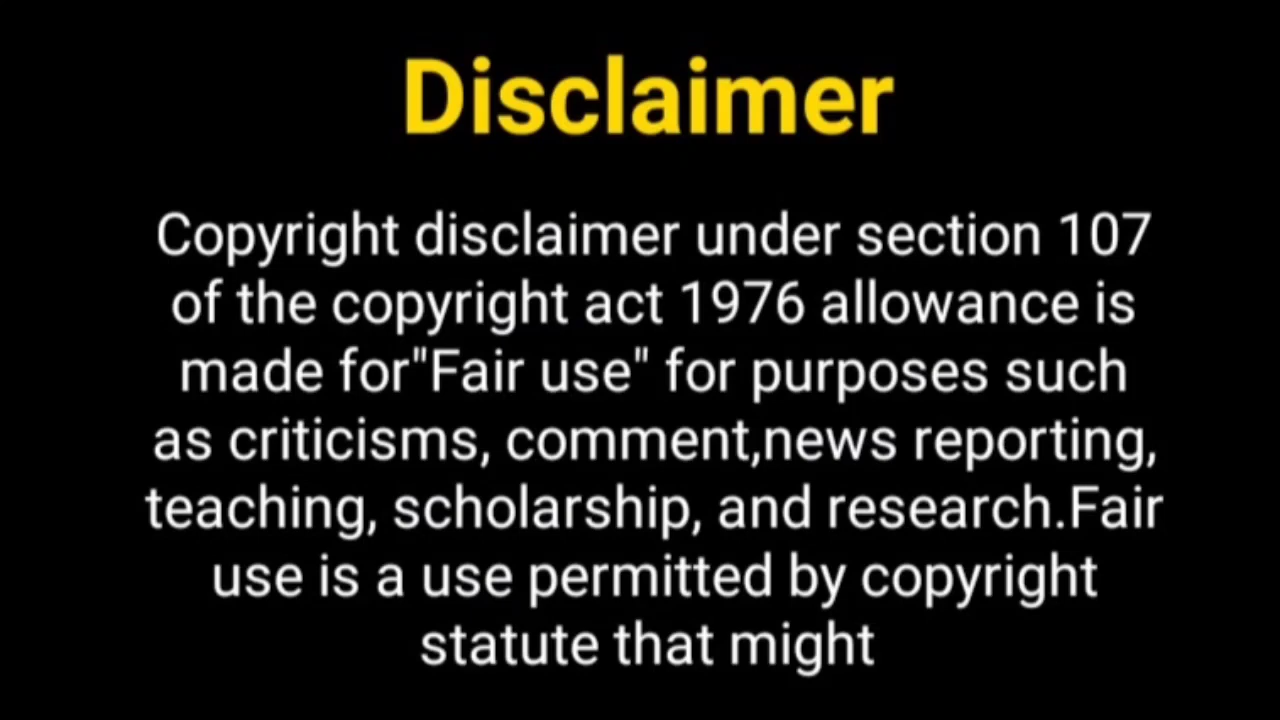 Disclaimer
Copyright disclaimer under section 107
of the copyright act 1976 allowance is
made for"Fair use" for purposes such
as criticisms, comment,news reporting,
teaching, scholarship, and research.Fair
use is a use permitted by copyright
statute that might